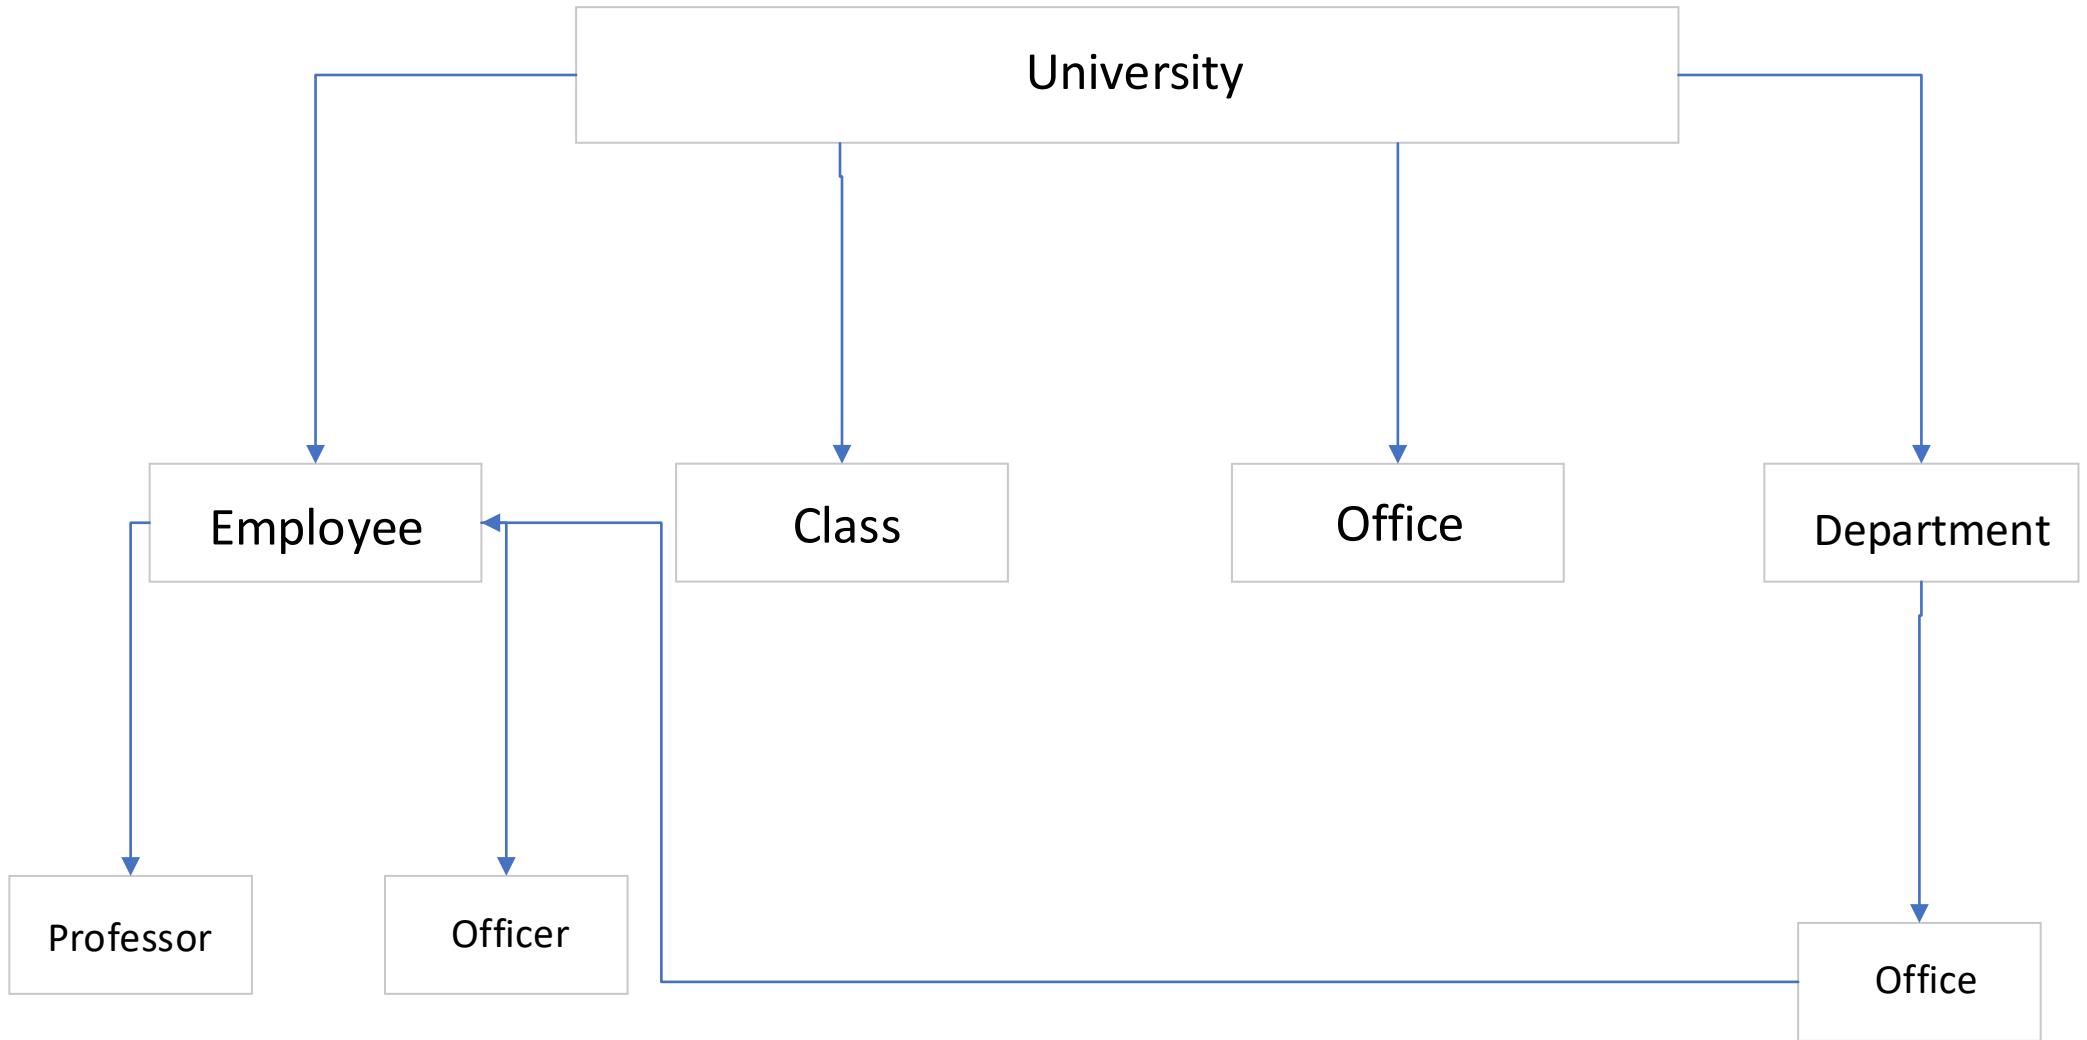 University
Employee
Class
Office
Department
Professor
Officer
Office